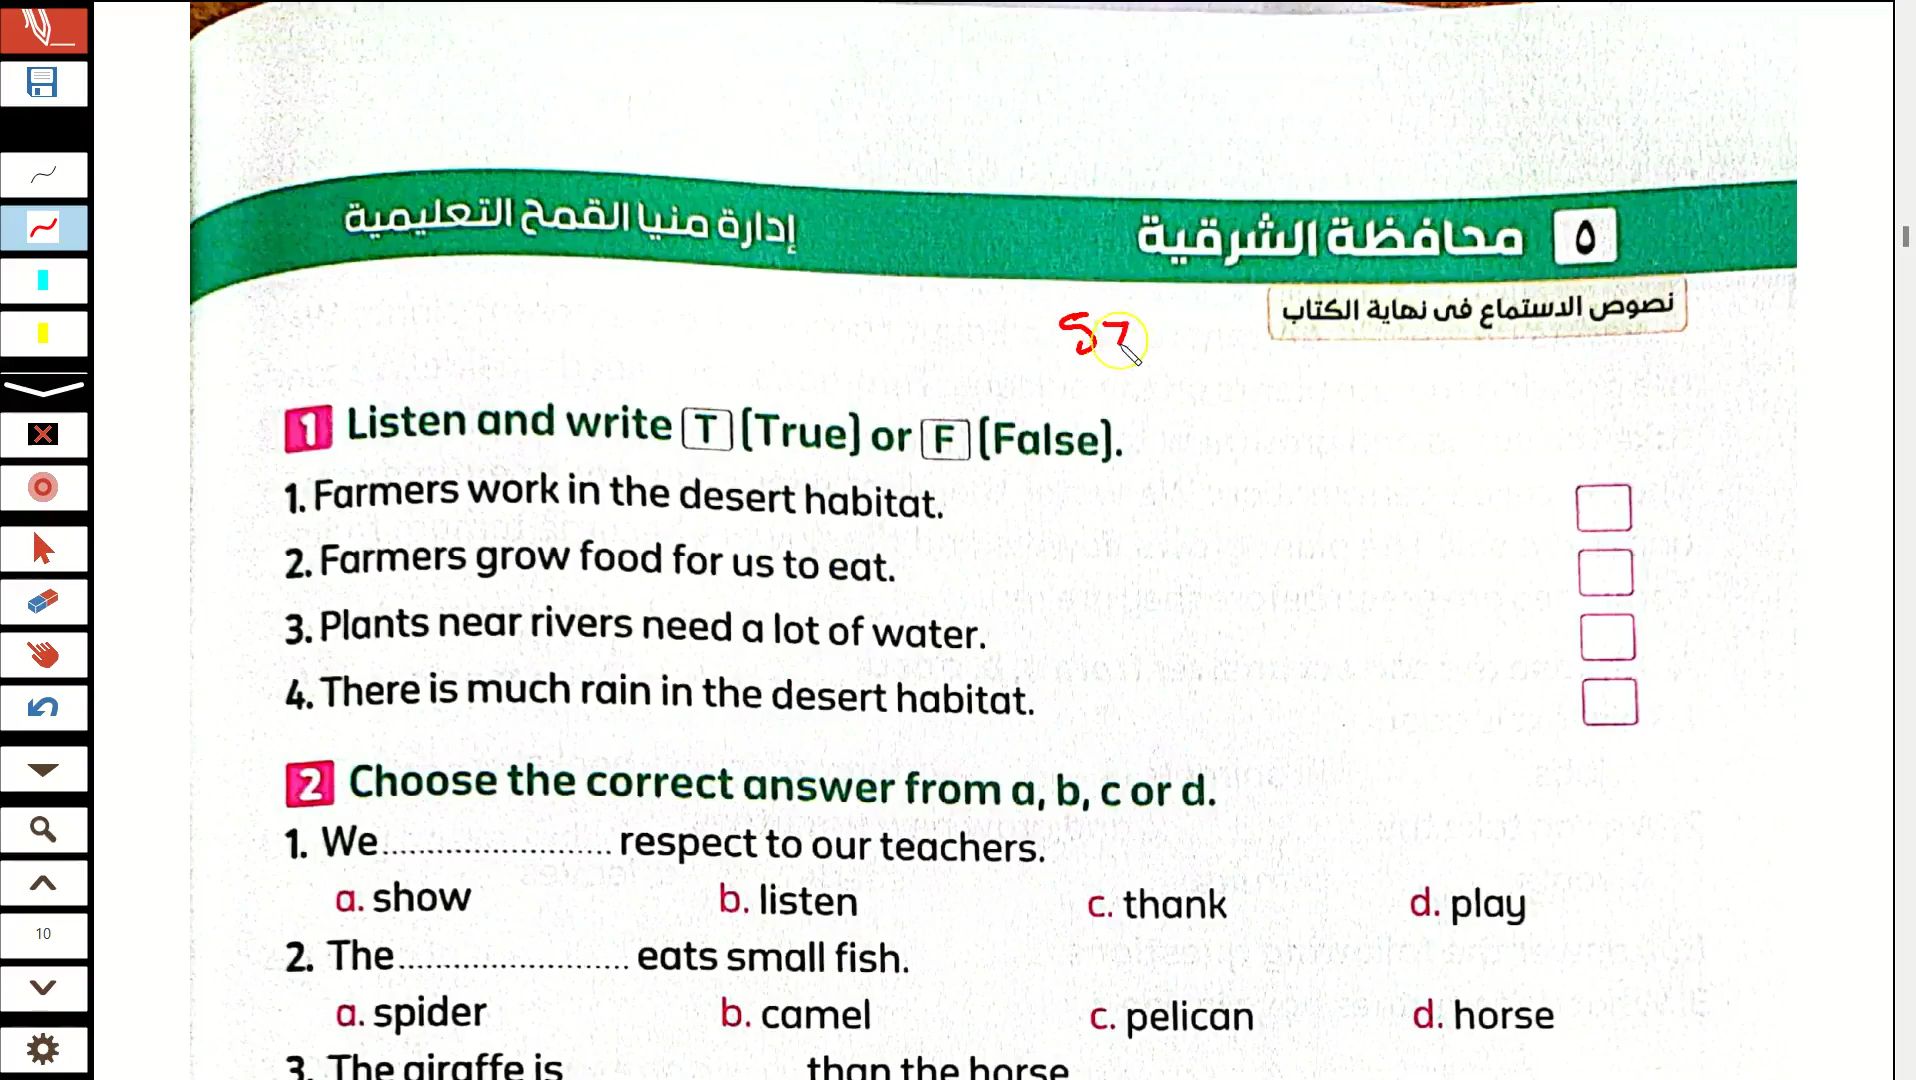 محافظة الشرقية ٥
إدارة منيا القمح التعليمية
نصوص الاستماع فى نهاية الكتاب
57
1 Listen and write T (True) or F (False).
1. Farmers work in the desert habitat.
2. Farmers grow food for us to eat.
3. Plants near rivers need a lot of water.
4. There is much rain in the desert habitat.
2 Choose the correct answer from a, b, c or d.
1. We ........................ respect to our teachers.
a. show b. listen c. thank d. play
2. The ........................ eats small fish.
a. spider b. camel c. pelican d. horse
3. The giraffe is than the horse
10